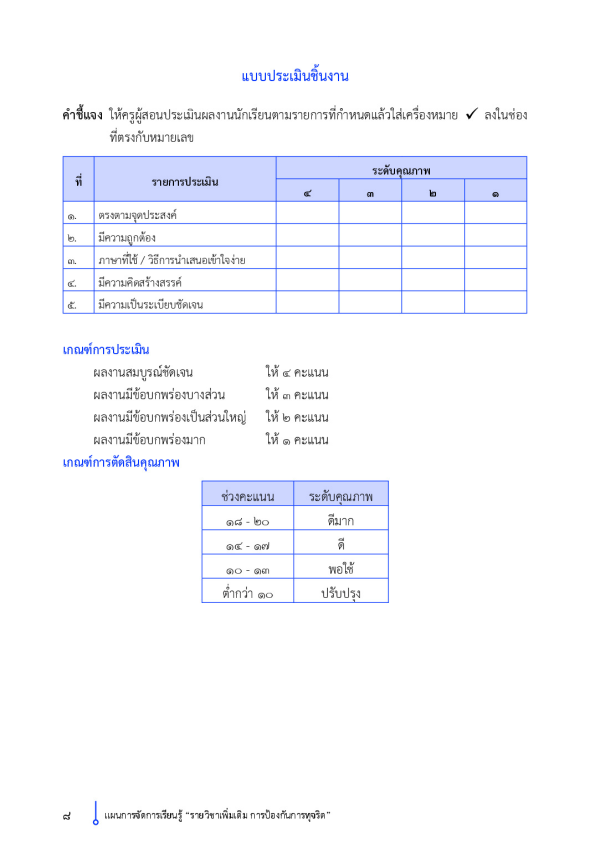 แบบประเมินชิ้นงาน
คำชี้แจง ให้ครูผู้สอนประเมินผลงานนักเรียนตามรายการที่กำหนดแล้วใส่เครื่องหมาย ✓ ลงในช่อง
ที่ตรงกับหมายเลข
ที่ รายการประเมิน ระดับคุณภาพ
๔ ๓ ๒ ๑
๑. ตรงตามจุดประสงค์
๒. มีความถูกต้อง
๓. ภาษาที่ใช้ / วิธีการนำเสนอเข้าใจง่าย
๔. มีความคิดสร้างสรรค์
๕. มีความเป็นระเบียบชัดเจน
เกณฑ์การประเมิน
ผลงานสมบูรณ์ชัดเจน ให้ ๔ คะแนน
ผลงานมีข้อบกพร่องบางส่วน ให้ ๓ คะแนน
ผลงานมีข้อบกพร่องเป็นส่วนใหญ่ ให้ ๒ คะแนน
ผลงานมีข้อบกพร่องมาก ให้ ๑ คะแนน
เกณฑ์การตัดสินคุณภาพ
ช่วงคะแนน ระดับคุณภาพ
๑๘ - ๒๐ ดีมาก
๑๔ - ๑๗ ดี
๑๐ - ๑๓ พอใช้
ต่ำกว่า ๑๐ ปรับปรุง
๘ แผนการจัดการเรียนรู้ “รายวิชาเพิ่มเติม การป้องกันการทุจริต”